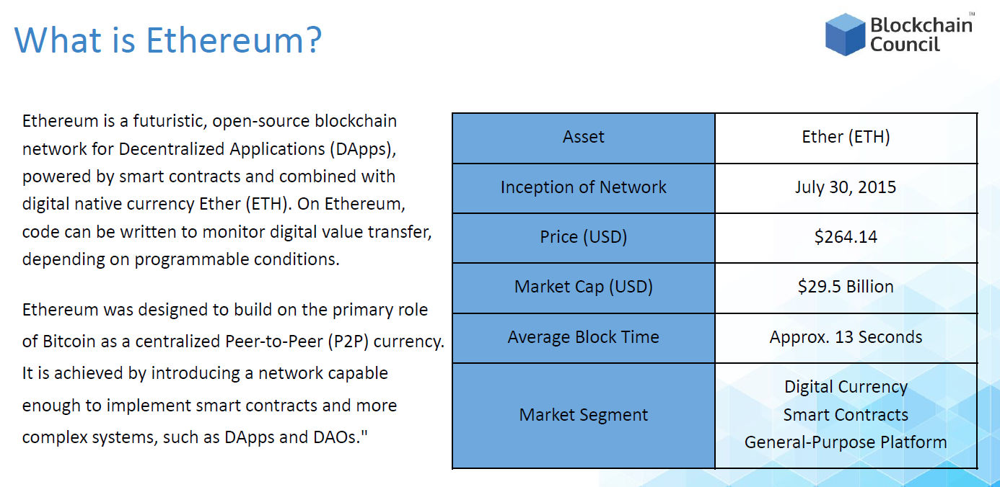 What is Ethereum?
Blockchain
Council
TM
Ethereum is a futuristic, open-source blockchain
network for Decentralized Applications (DApps),
powered by smart contracts and combined with
digital native currency Ether (ETH). On Ethereum,
code can be written to monitor digital value transfer,
depending on programmable conditions.
Ethereum was designed to build on the primary role
of Bitcoin as a centralized Peer-to-Peer (P2P) currency.
It is achieved by introducing a network capable
enough to implement smart contracts and more
complex systems, such as DApps and DAOs."
Asset
Ether (ETH)
Inception of Network
July 30, 2015
Price (USD)
$264.14
Market Cap (USD)
$29.5 Billion
Average Block Time
Approx. 13 Seconds
Market Segment
Digital Currency
Smart Contracts
General-Purpose Platform